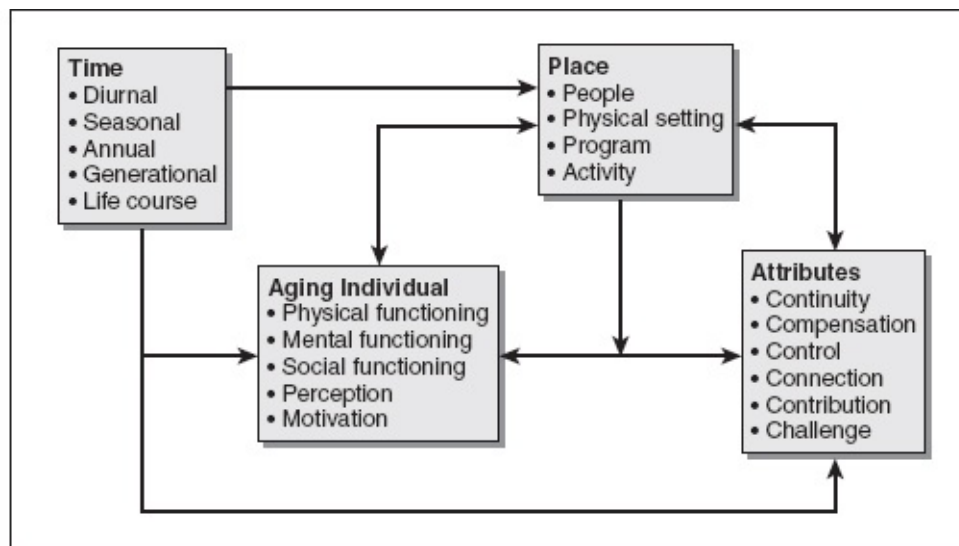 Time
• Diurnal
• Seasonal
• Annual
• Generational
• Life course
Place
• People
• Physical setting
• Program
• Activity
Aging Individual
• Physical functioning
• Mental functioning
• Social functioning
• Perception
• Motivation
Attributes
• Continuity
• Compensation
• Control
• Connection
• Contribution
• Challenge